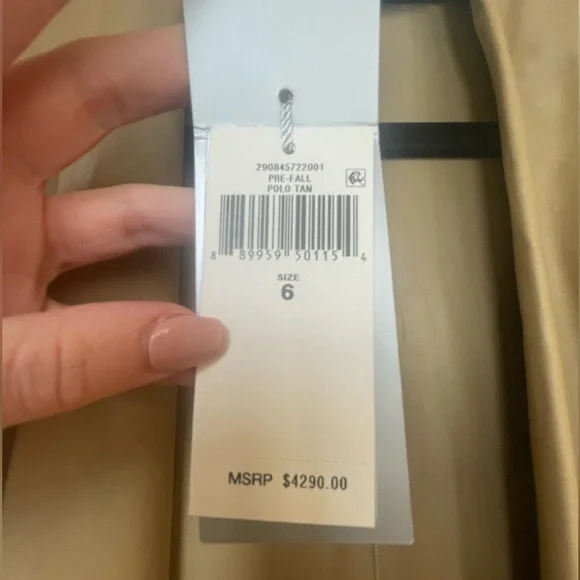 290845722001
PRE-FALL
POLO TAN
8 89959 50115 4
SIZE
6
MSRP $4290.00